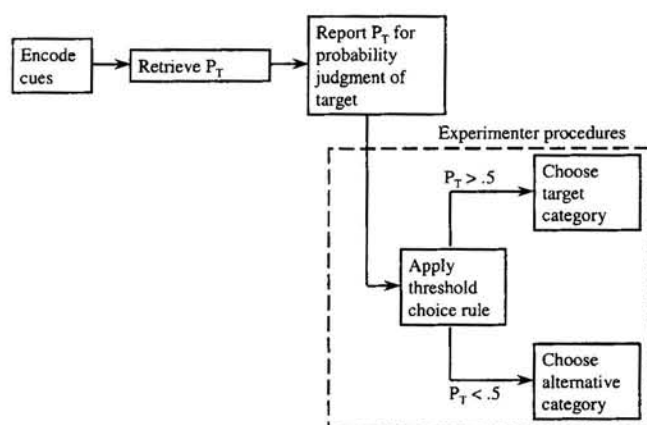 Encode
cues
Retrieve P_T
Report P_T for
probability
judgment of
target
Experimenter procedures
P_T > .5
Choose
target
category
Apply
threshold
choice rule
P_T < .5
Choose
alternative
category